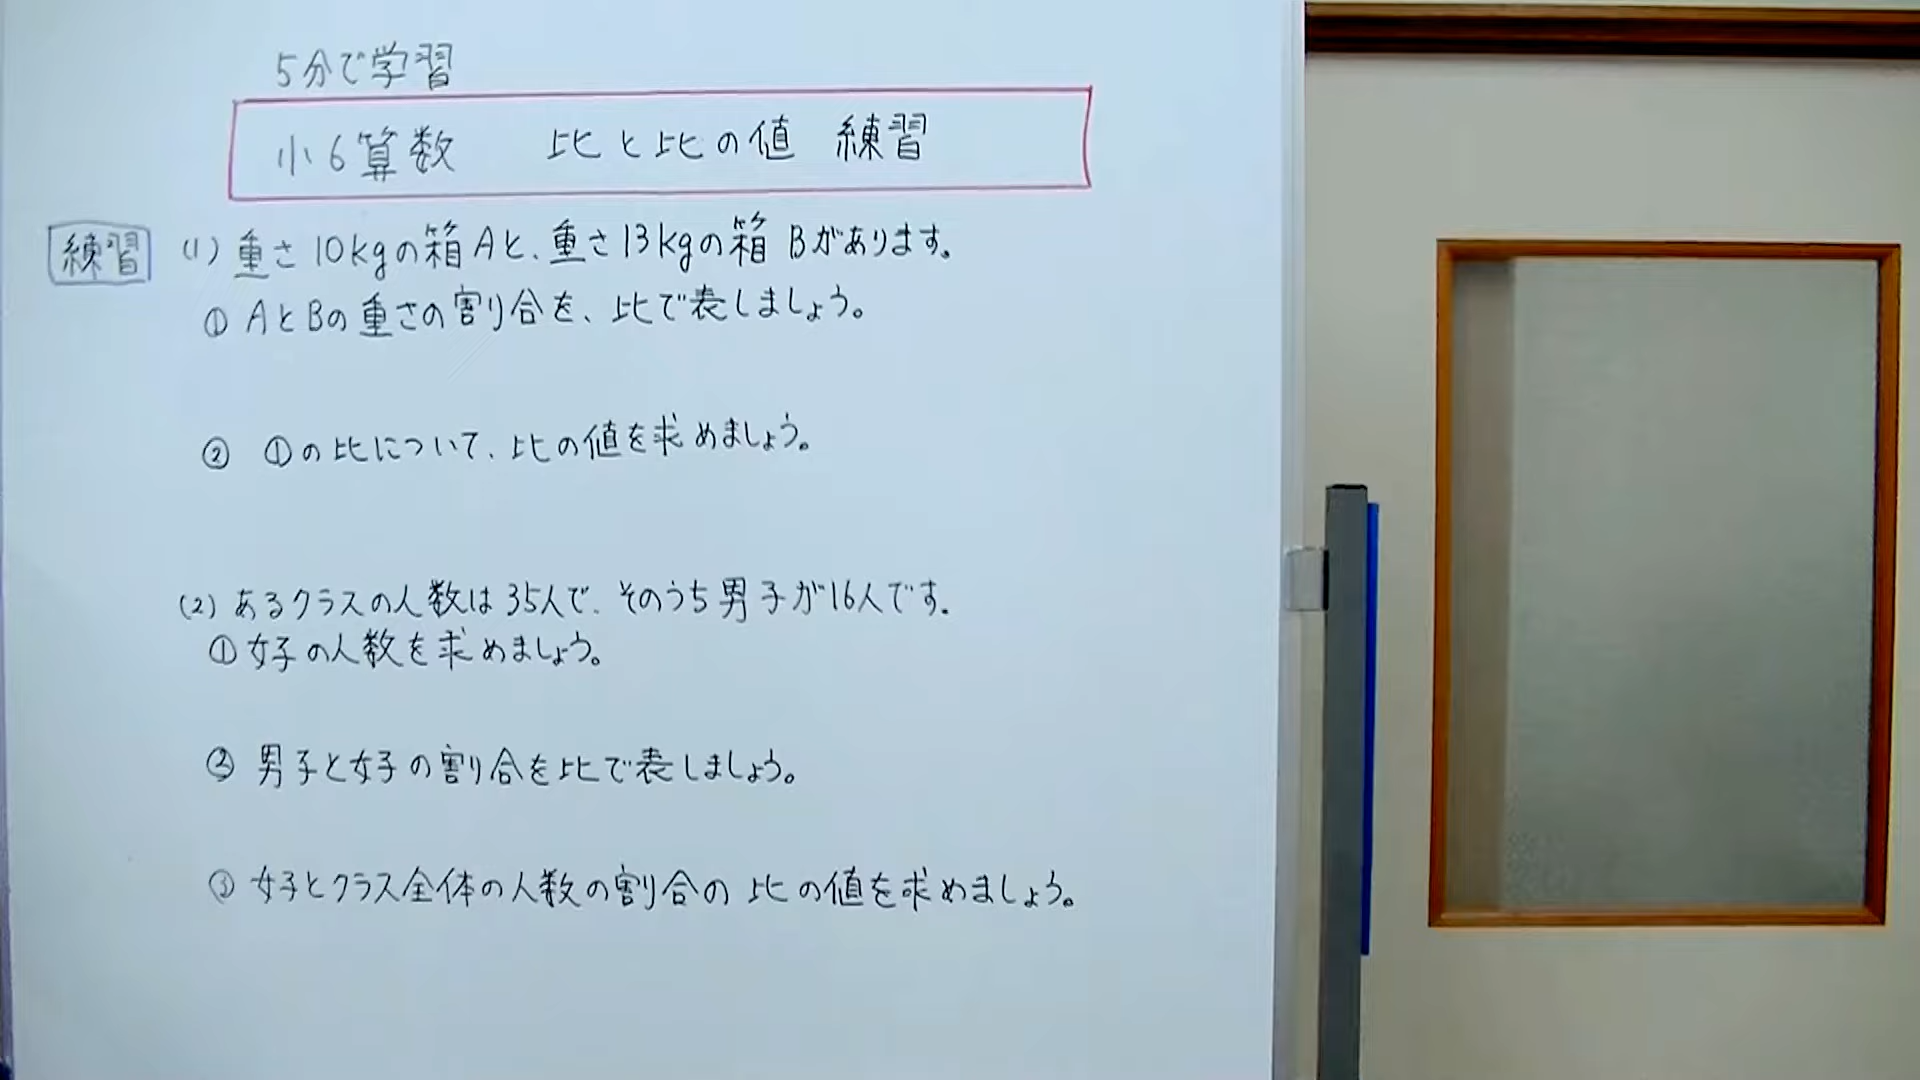 5分で学習
小6算数 比と比の値 練習
練習 (1) 重さ10kgの箱Aと、重さ13kgの箱Bがあります。
① AとBの重さの割り合を、比で表しましょう。
② ①の比について、比の値を求めましょう。
(2) あるクラスの人数は35人で、そのうち男子が16人です。
① 女子の人数を求めましょう。
② 男子と女子の割り合を比で表しましょう。
③ 女子とクラス全体の人数の割り合の比の値を求めましょう。